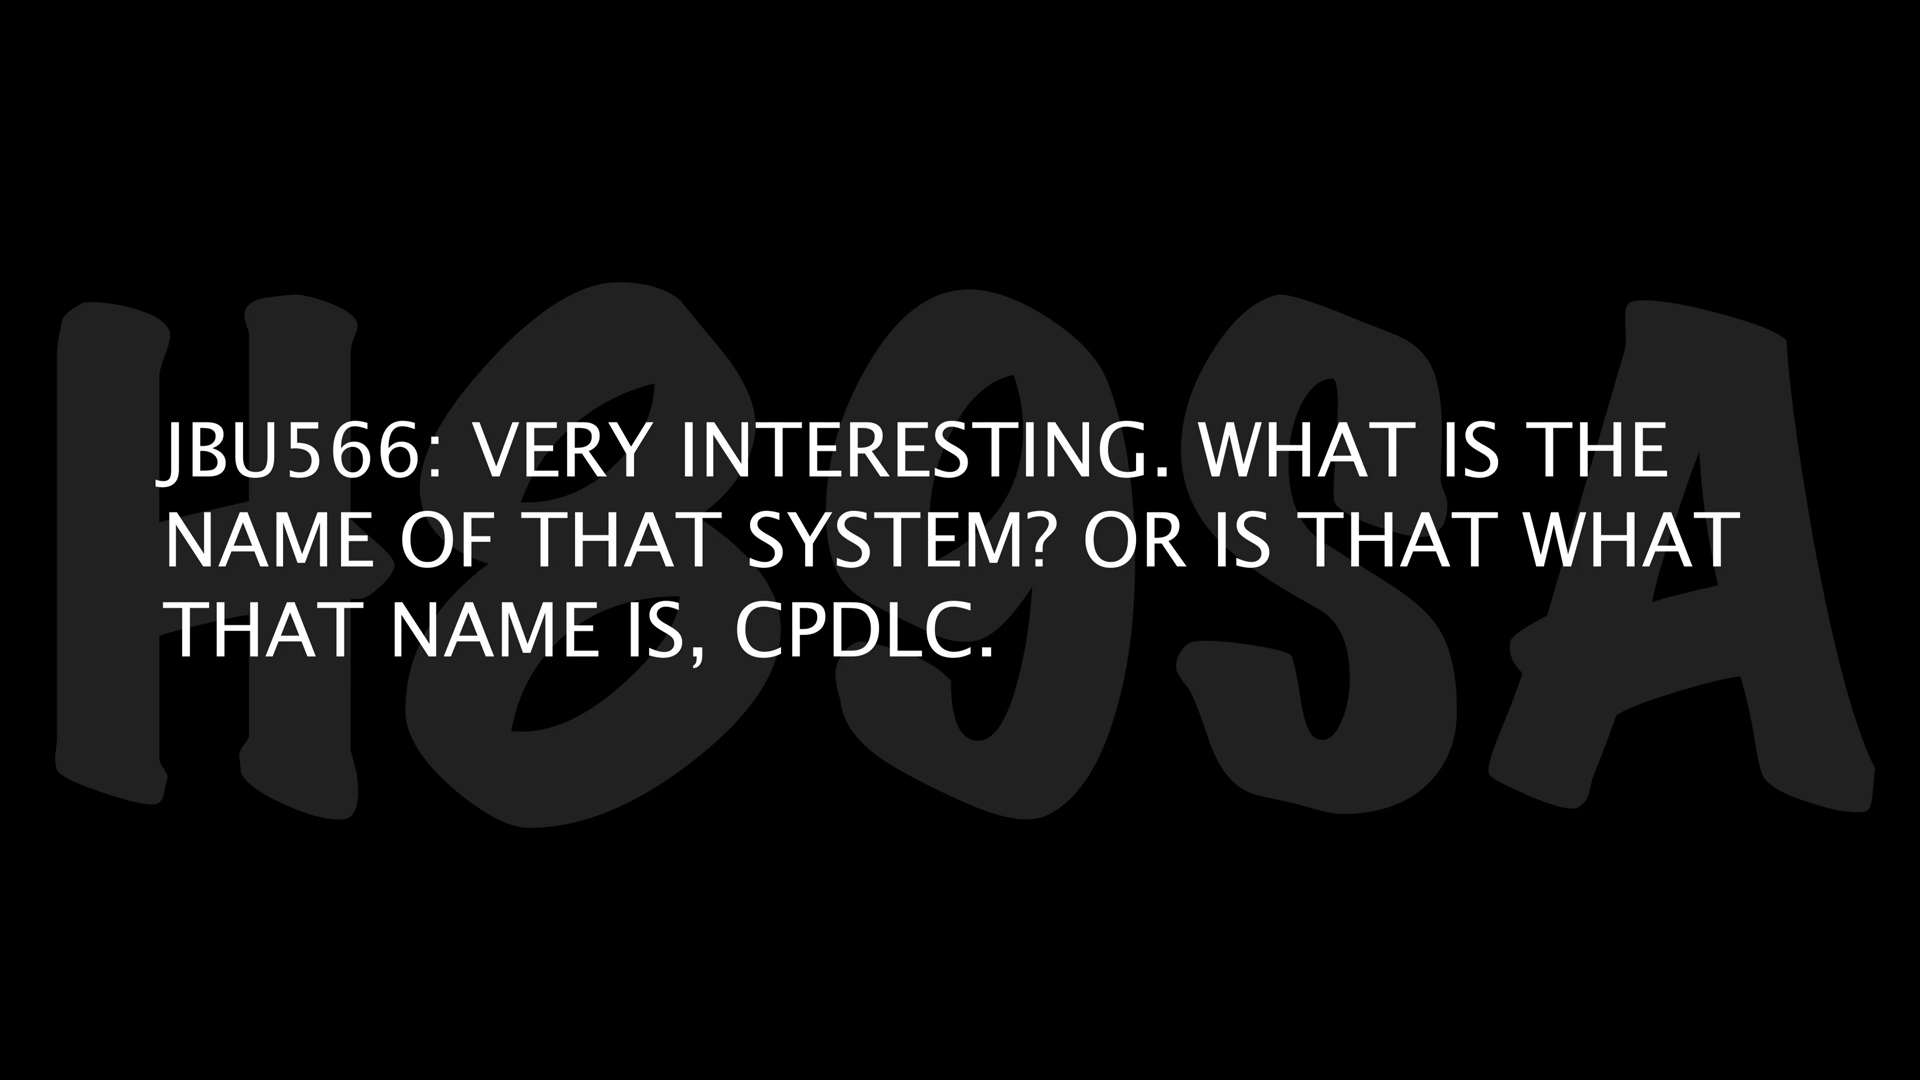 H89SA
JBU566: VERY INTERESTING. WHAT IS THE
NAME OF THAT SYSTEM? OR IS THAT WHAT
THAT NAME IS, CPDLC.